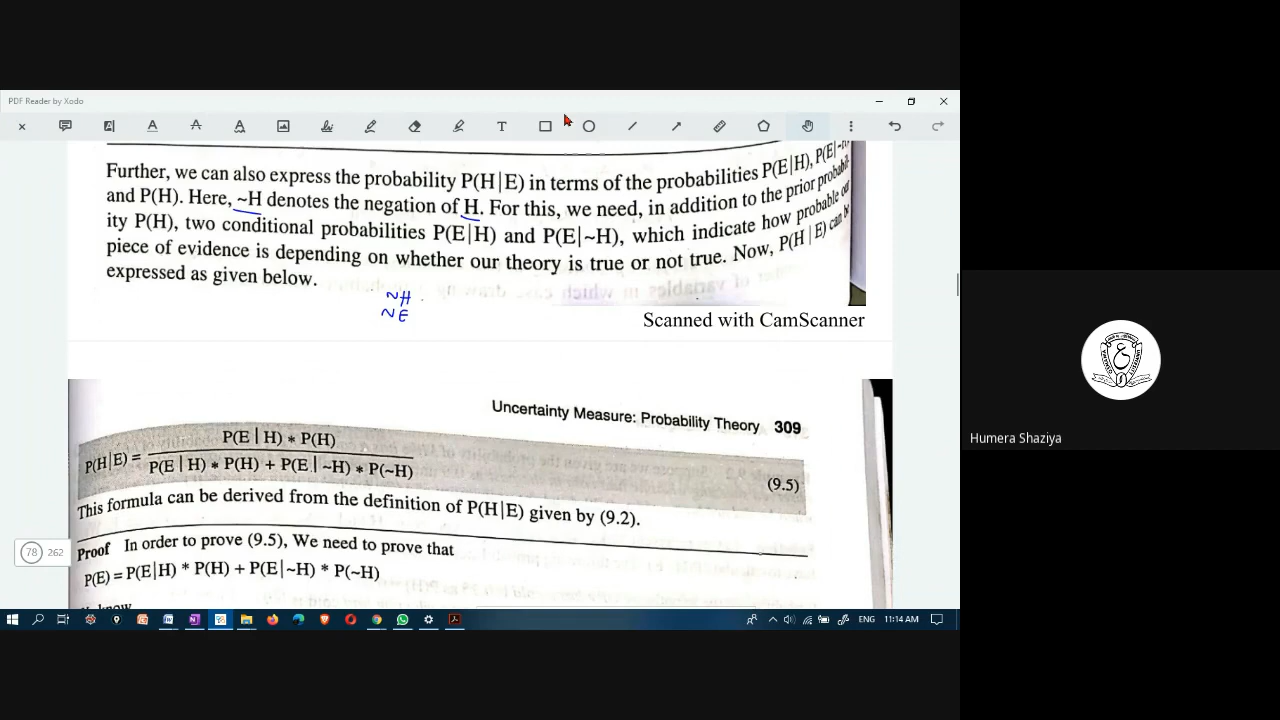 PDF Reader by Xodo
Further, we can also express the probability P(H|E) in terms of the probabilities P(E|H), P(E|~H),
and P(H). Here, ~H denotes the negation of H. For this, we need, in addition to the prior probabil-
ity P(H), two conditional probabilities P(E|H) and P(E|~H), which indicate how probable our
piece of evidence is depending on whether our theory is true or not true. Now, P(H | E) can be
expressed as given below.
~H
~E
Scanned with CamScanner
Uncertainty Measure: Probability Theory 309
P(E | H) * P(H)
P(H|E) =
P(E | H) * P(H) + P(E | ~H) * P(~H)
(9.5)
This formula can be derived from the definition of P(H|E) given by (9.2).
Proof In order to prove (9.5), We need to prove that
P(E) = P(E|H) * P(H) + P(E|~H) * P(~H)
know
78 262
Humera Shaziya
ENG 11:14 AM